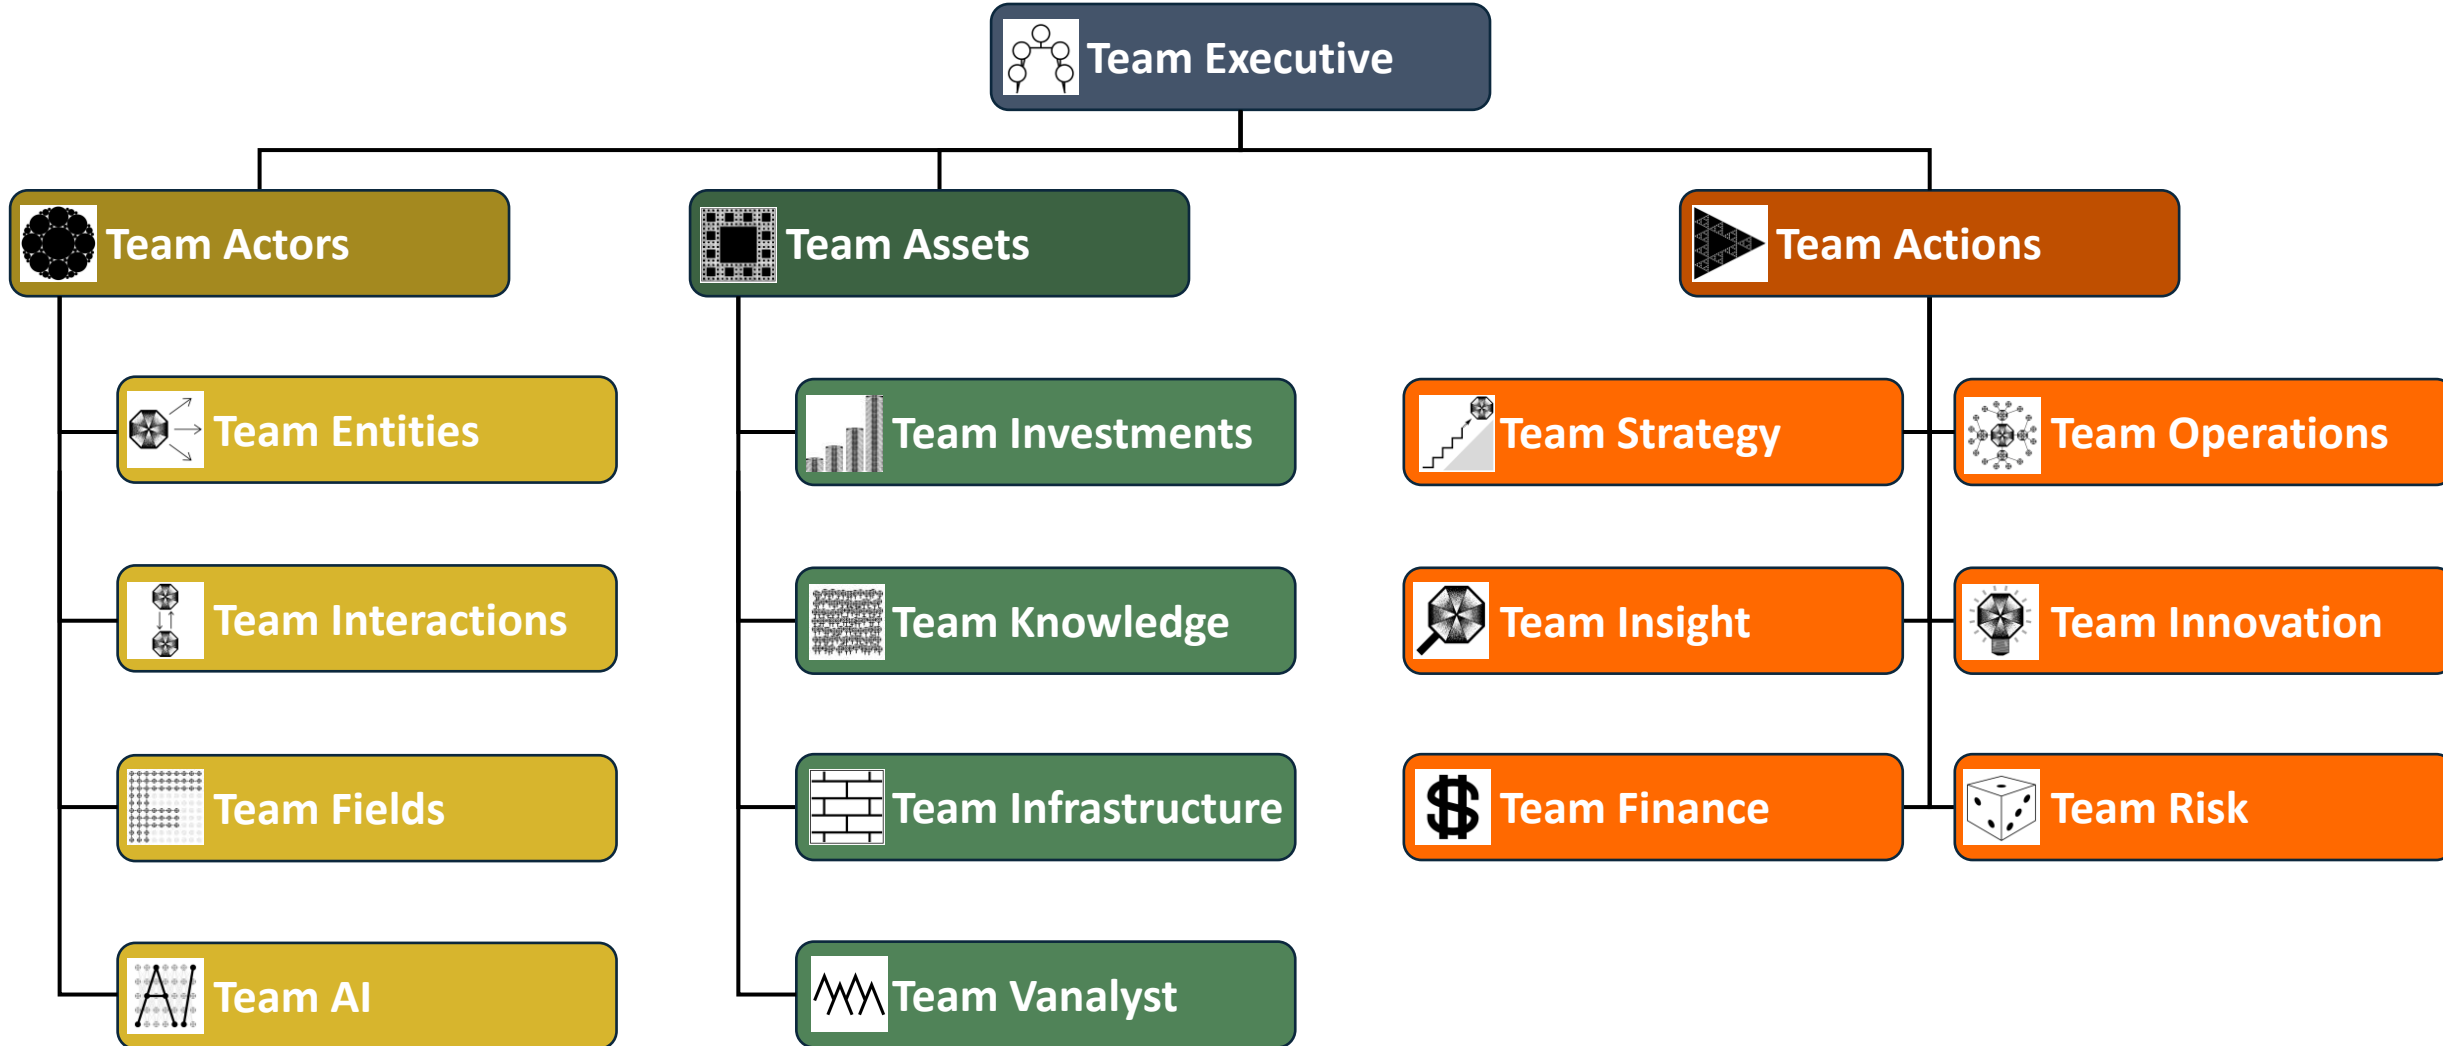 Team Executive
Team Actors
Team Assets
Team Actions
Team Entities
Team Investments
Team Strategy
Team Operations
Team Interactions
Team Knowledge
Team Insight
Team Innovation
Team Fields
Team Infrastructure
Team Finance
Team Risk
Team AI
Team Vanalyst